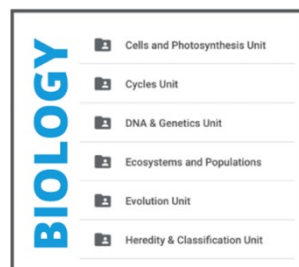 BIOLOGY
Cells and Photosynthesis Unit
Cycles Unit
DNA & Genetics Unit
Ecosystems and Populations
Evolution Unit
Heredity & Classification Unit